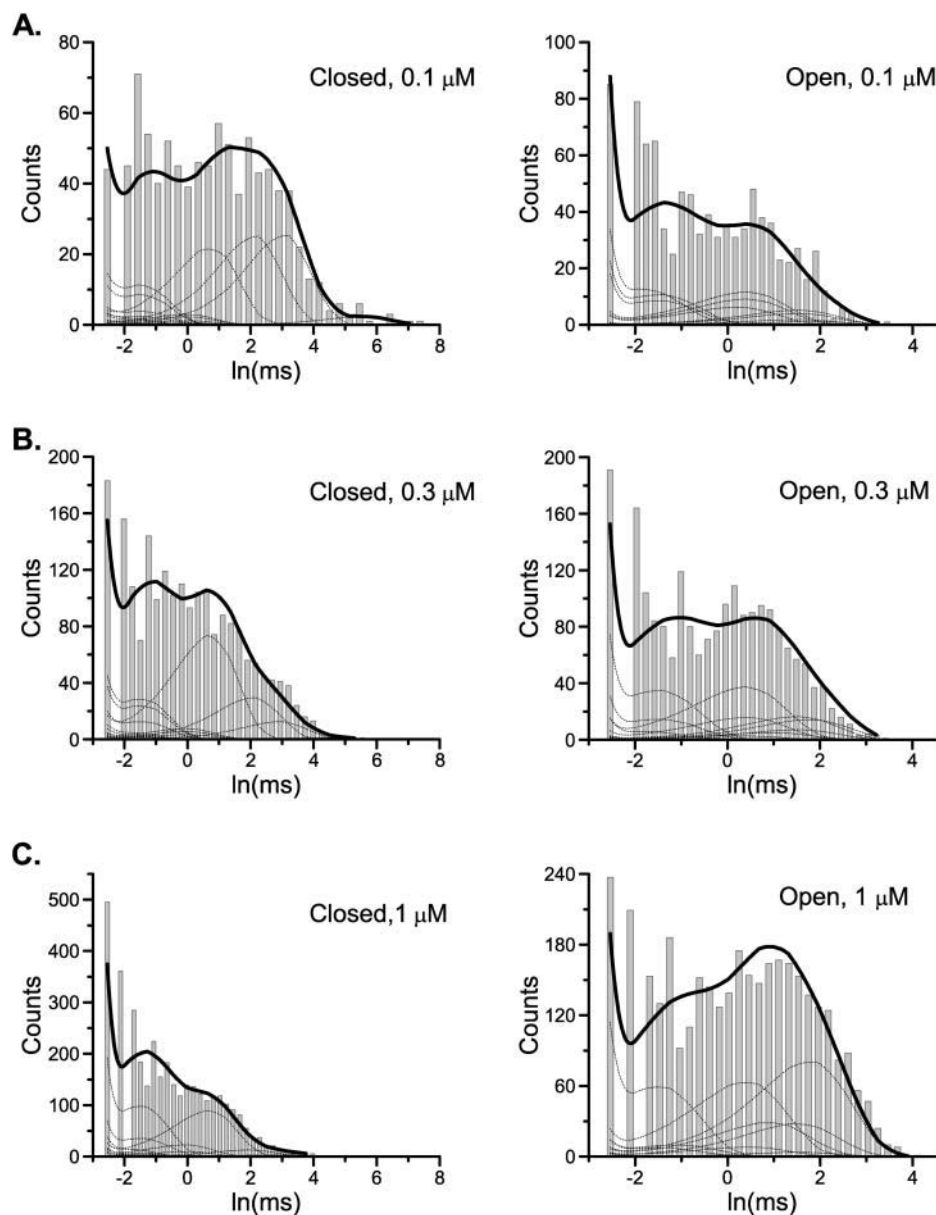 A.
Closed, 0.1 μM
Counts
80
60
40
20
0
-2 0 2 4 6 8
ln(ms)
Open, 0.1 μM
Counts
100
80
60
40
20
0
-2 0 2 4
ln(ms)
B.
Closed, 0.3 μM
Counts
200
160
120
80
40
0
-2 0 2 4 6 8
ln(ms)
Open, 0.3 μM
Counts
200
160
120
80
40
0
-2 0 2 4
ln(ms)
C.
Closed,1 μM
Counts
500
400
300
200
100
0
-2 0 2 4 6 8
ln(ms)
Open, 1 μM
Counts
240
180
120
60
0
-2 0 2 4
ln(ms)